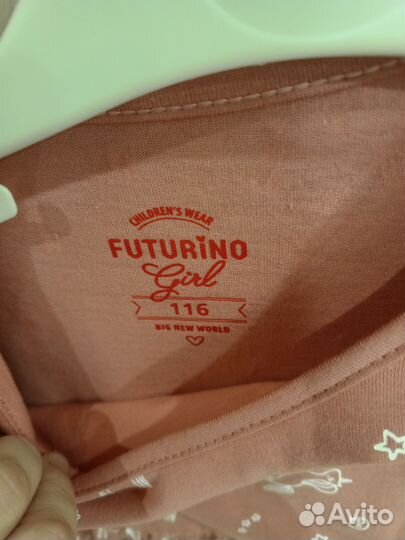 CHILDREN'S WEAR
FUTURINO
Girl
116
BIG NEW WORLD
Avito